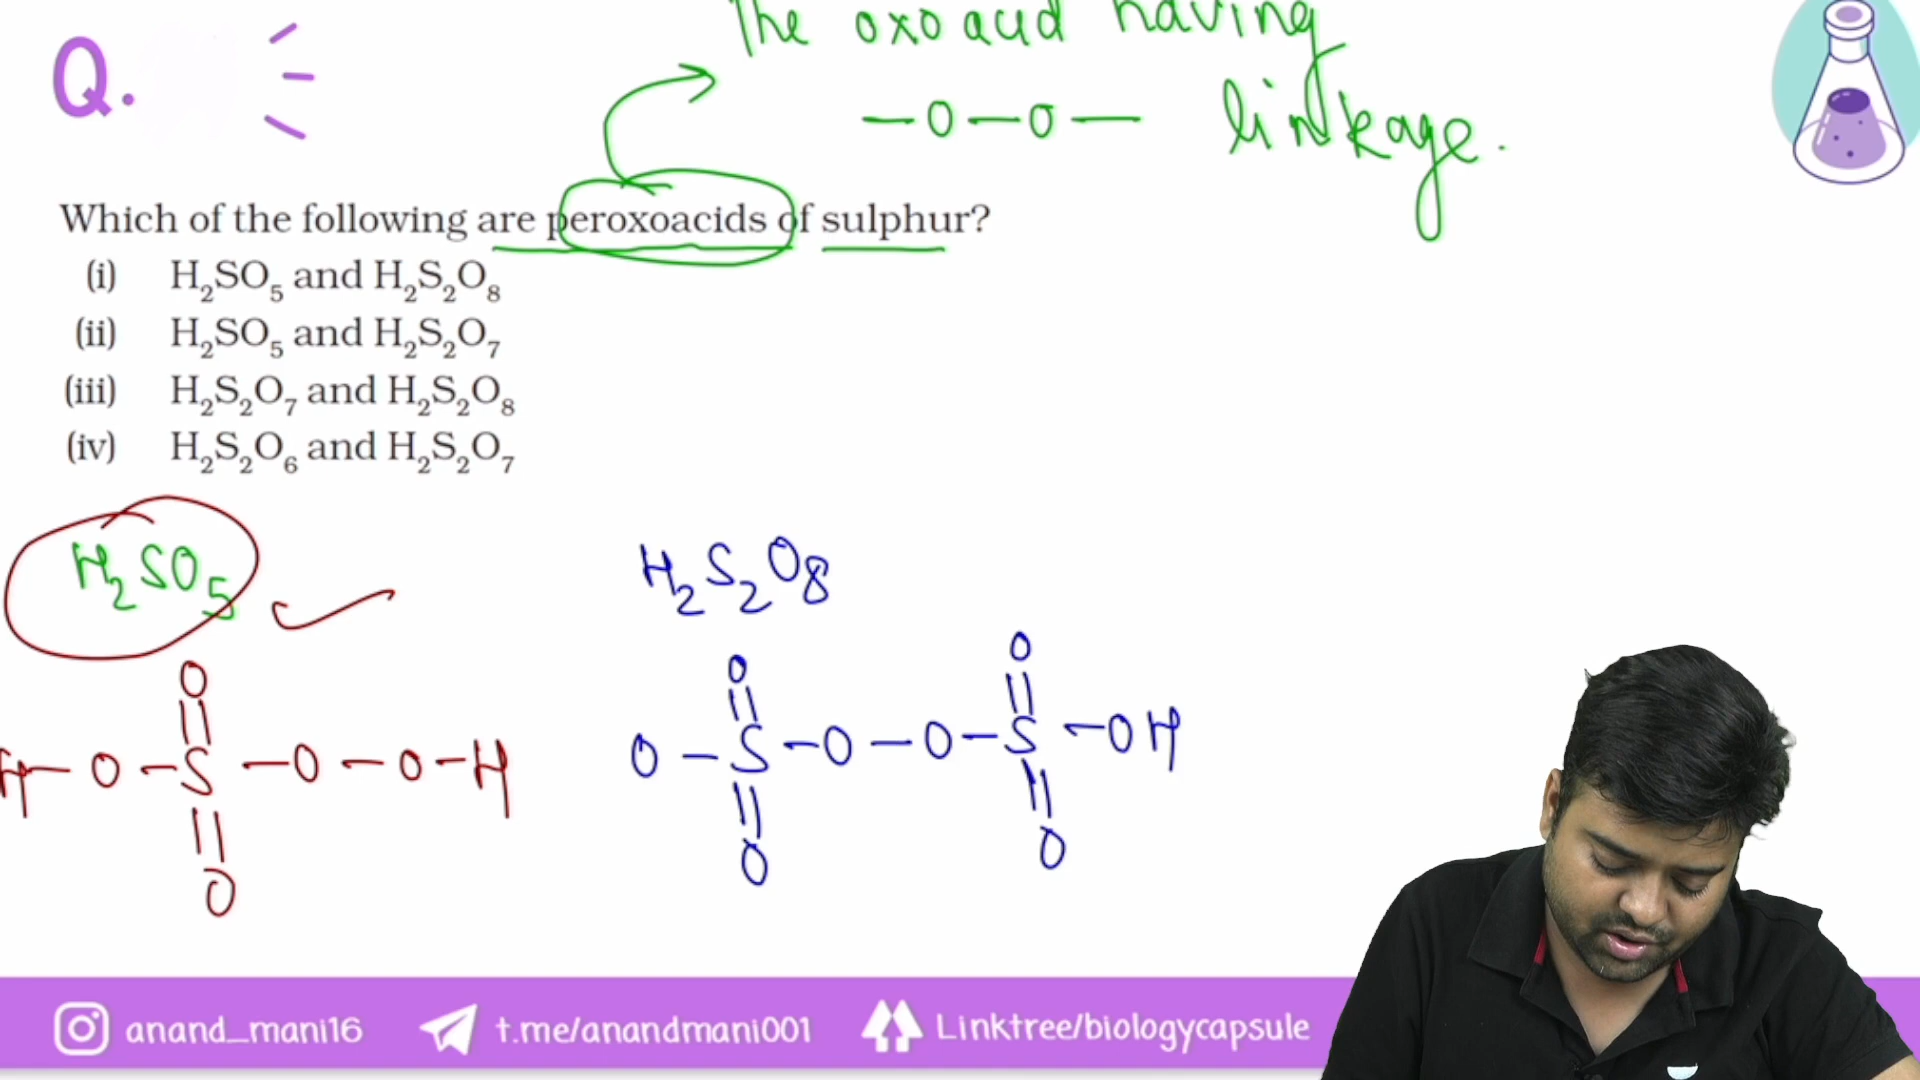 Q.
The oxo acid having
—O—O— linkage.
Which of the following are peroxoacids of sulphur?
(i) H₂SO₅ and H₂S₂O₈
(ii) H₂SO₅ and H₂S₂O₇
(iii) H₂S₂O₇ and H₂S₂O₈
(iv) H₂S₂O₆ and H₂S₂O₇
H₂SO₅
H₂S₂O₈
O
||
H—O—S—O—O—H
||
O
O O
|| ||
O—S—O—O—S—OH
|| ||
O O
anand_mani16
t.me/anandmani001
Linktree/biologycapsule